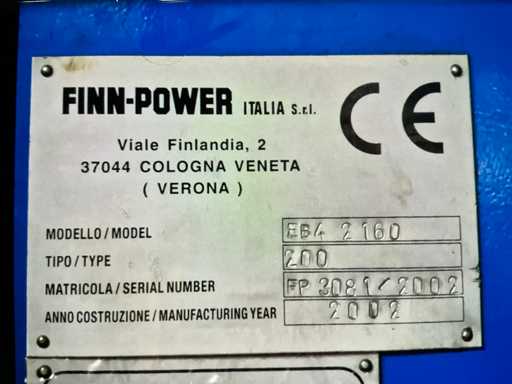 FINN-POWER ITALIA S.r.l.
CE
Viale Finlandia, 2
37044 COLOGNA VENETA
( VERONA )
MODELLO / MODEL EB4 2160
TIPO / TYPE 200
MATRICOLA / SERIAL NUMBER FP 3081/2002
ANNO COSTRUZIONE / MANUFACTURING YEAR 2002